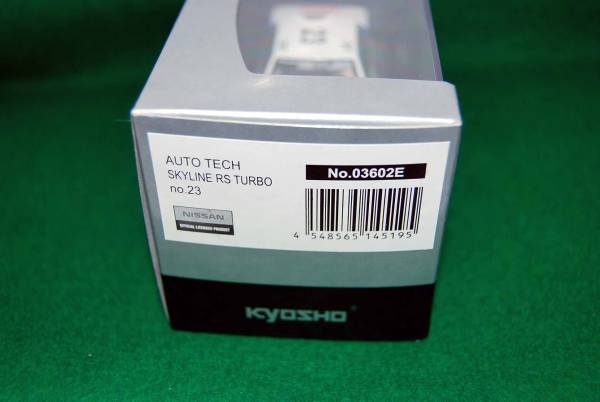 AUTO TECH
SKYLINE RS TURBO
no.23
No.03602E
NISSAN
OFFICIAL LICENSED PRODUCT
4 548565 145195
KYOSHO